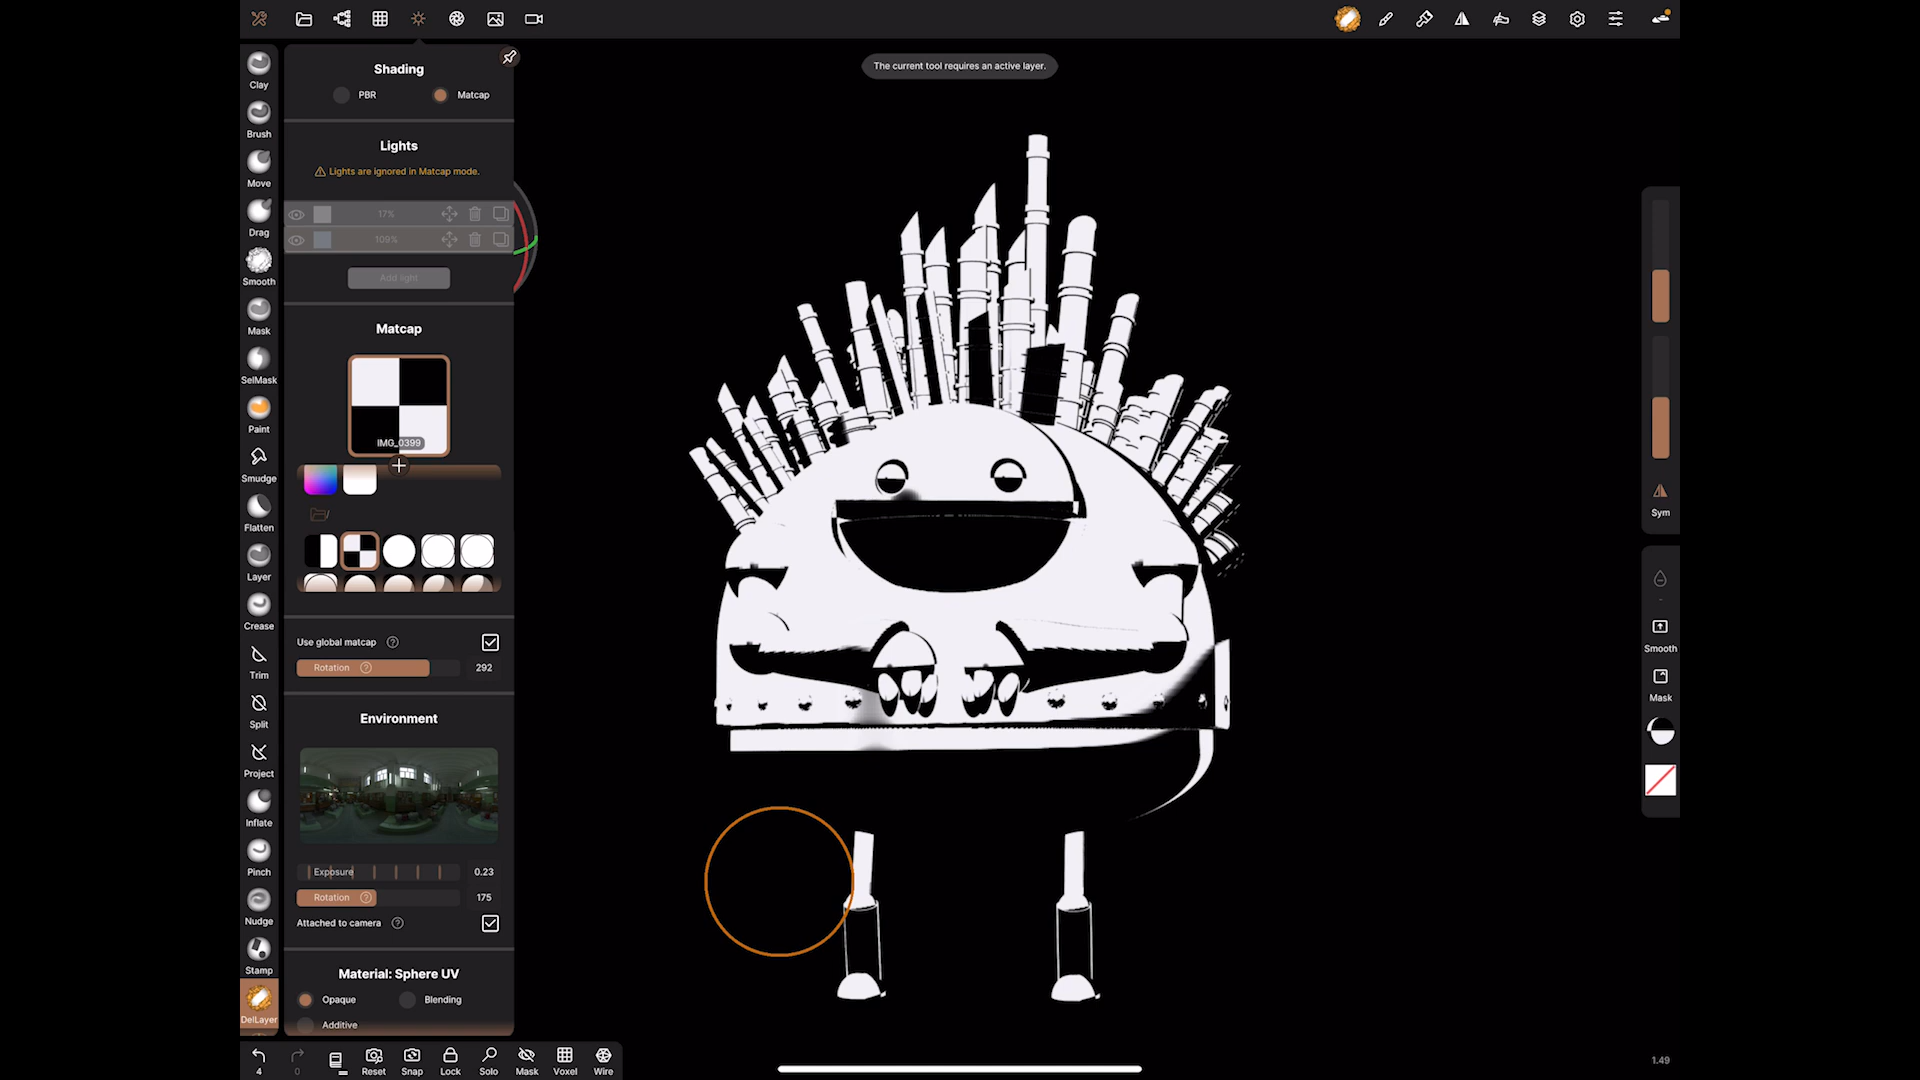 The current tool requires an active layer.
Clay
Brush
Move
Drag
Smooth
Mask
SelMask
Paint
Smudge
Flatten
Layer
Crease
Trim
Split
Project
Inflate
Pinch
Nudge
Stamp
DelLayer
Shading
PBR
Matcap
Lights
Lights are ignored in Matcap mode.
17%
109%
Add light
Matcap
IMG_0399
/
Use global matcap ?
Rotation ? 292
Environment
Exposure 0.23
Rotation ? 175
Attached to camera ?
Material: Sphere UV
Opaque
Blending
Additive
Sym
-
Smooth
Mask
4
0
Reset
Snap
Lock
Solo
Mask
Voxel
Wire
1.49